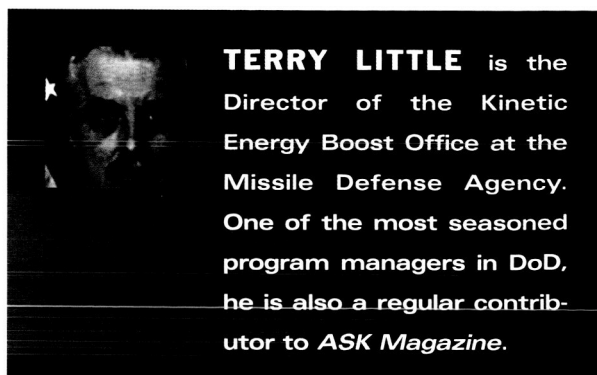 TERRY LITTLE is the
Director of the Kinetic
Energy Boost Office at the
Missile Defense Agency.
One of the most seasoned
program managers in DoD,
he is also a regular contrib-
utor to ASK Magazine.